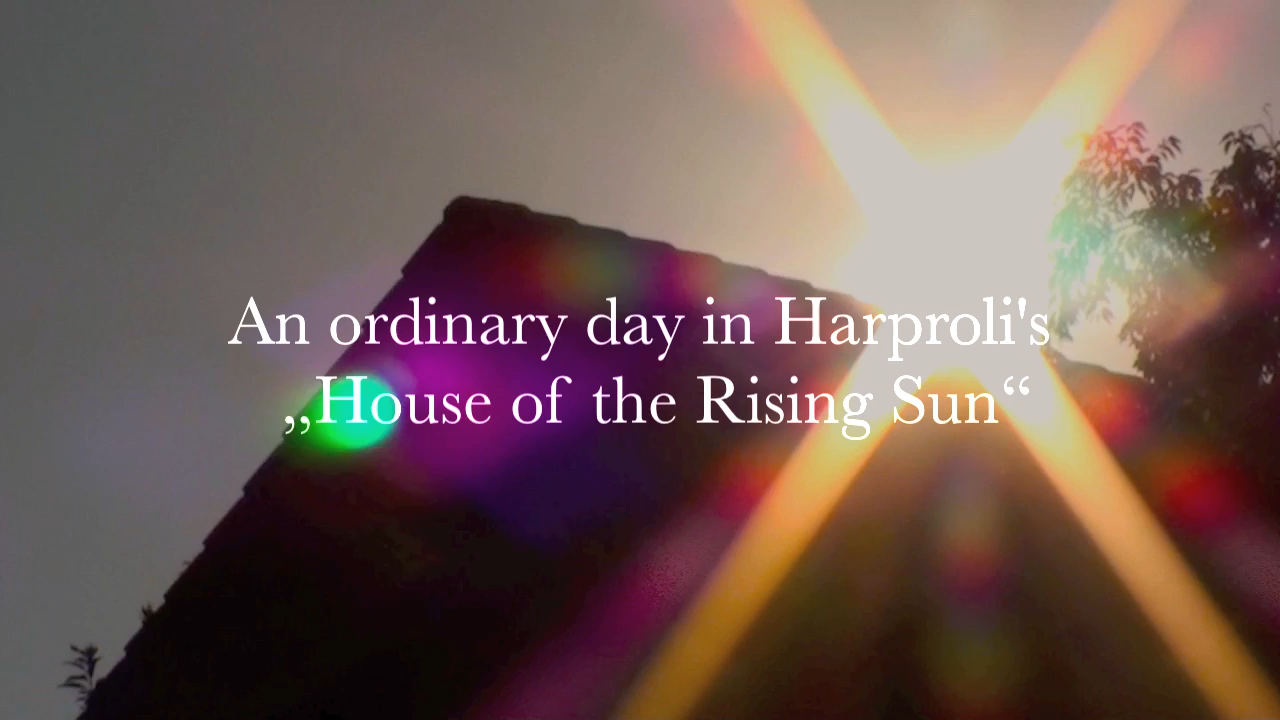 An ordinary day in Harproli's
„House of the Rising Sun“